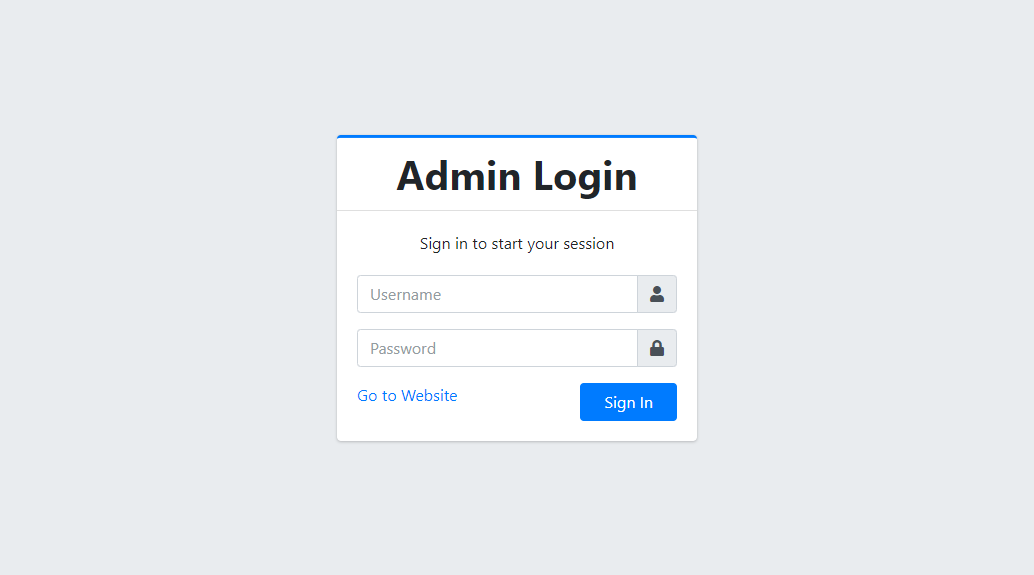 Admin Login
Sign in to start your session
Username
Password
Go to Website
Sign In